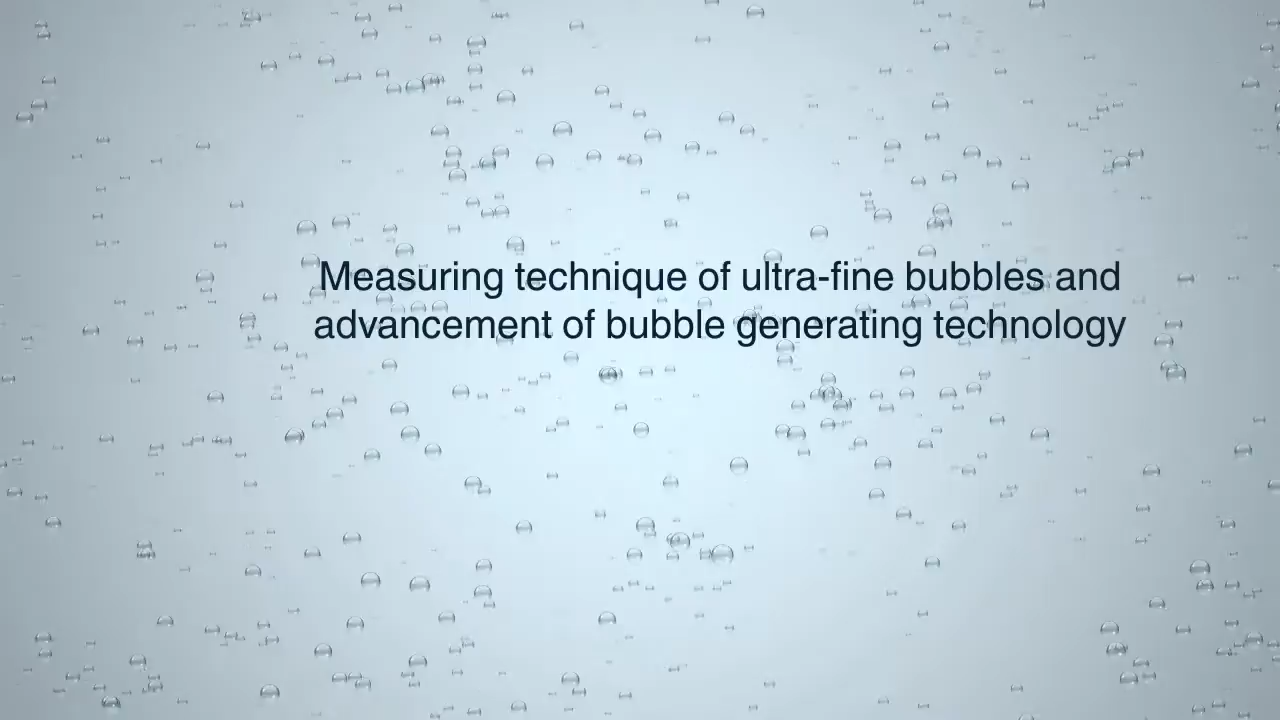 Measuring technique of ultra-fine bubbles and
advancement of bubble generating technology